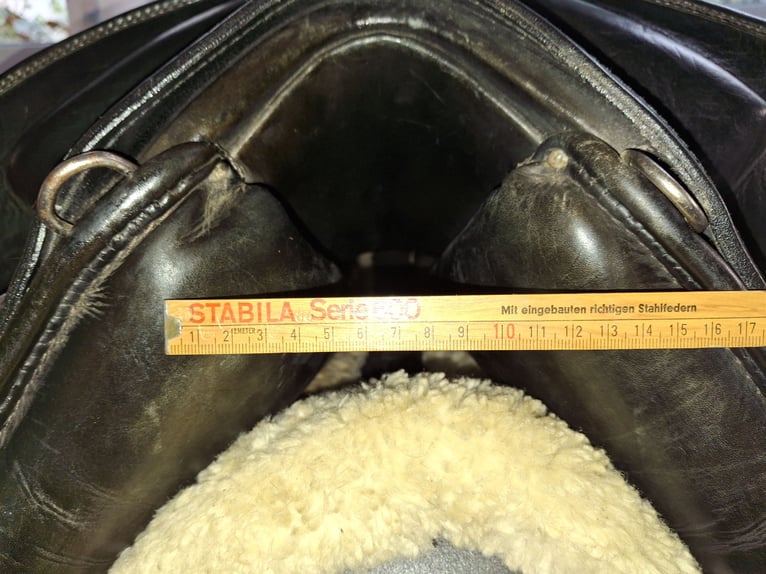 STABILA Serie 600
Mit eingebauten richtigen Stahlfedern
1 2 METER 3 4 5 6 7 8 9 10 11 12 13 14 15 16 17